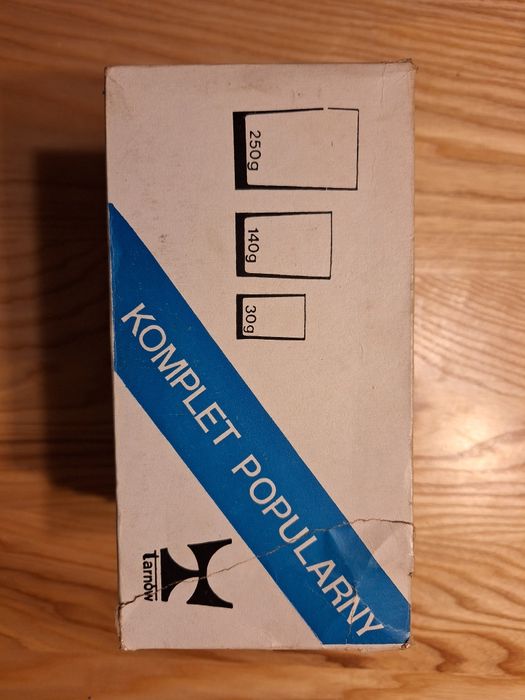 250g
140g
30g
KOMPLET POPULARNY
tarnów